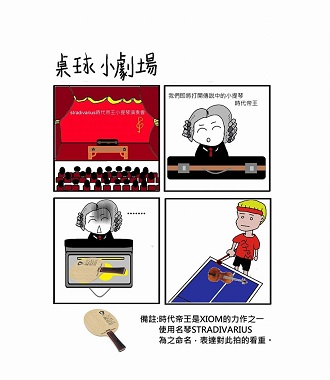 桌球小劇場
stradivarius時代帝王小提琴演奏會
我們即將打開傳說中的小提琴
時代帝王
.......
備註:時代帝王是XIOM的力作之一
使用名琴STRADIVARIUS
為之命名，表達對此拍的看重。